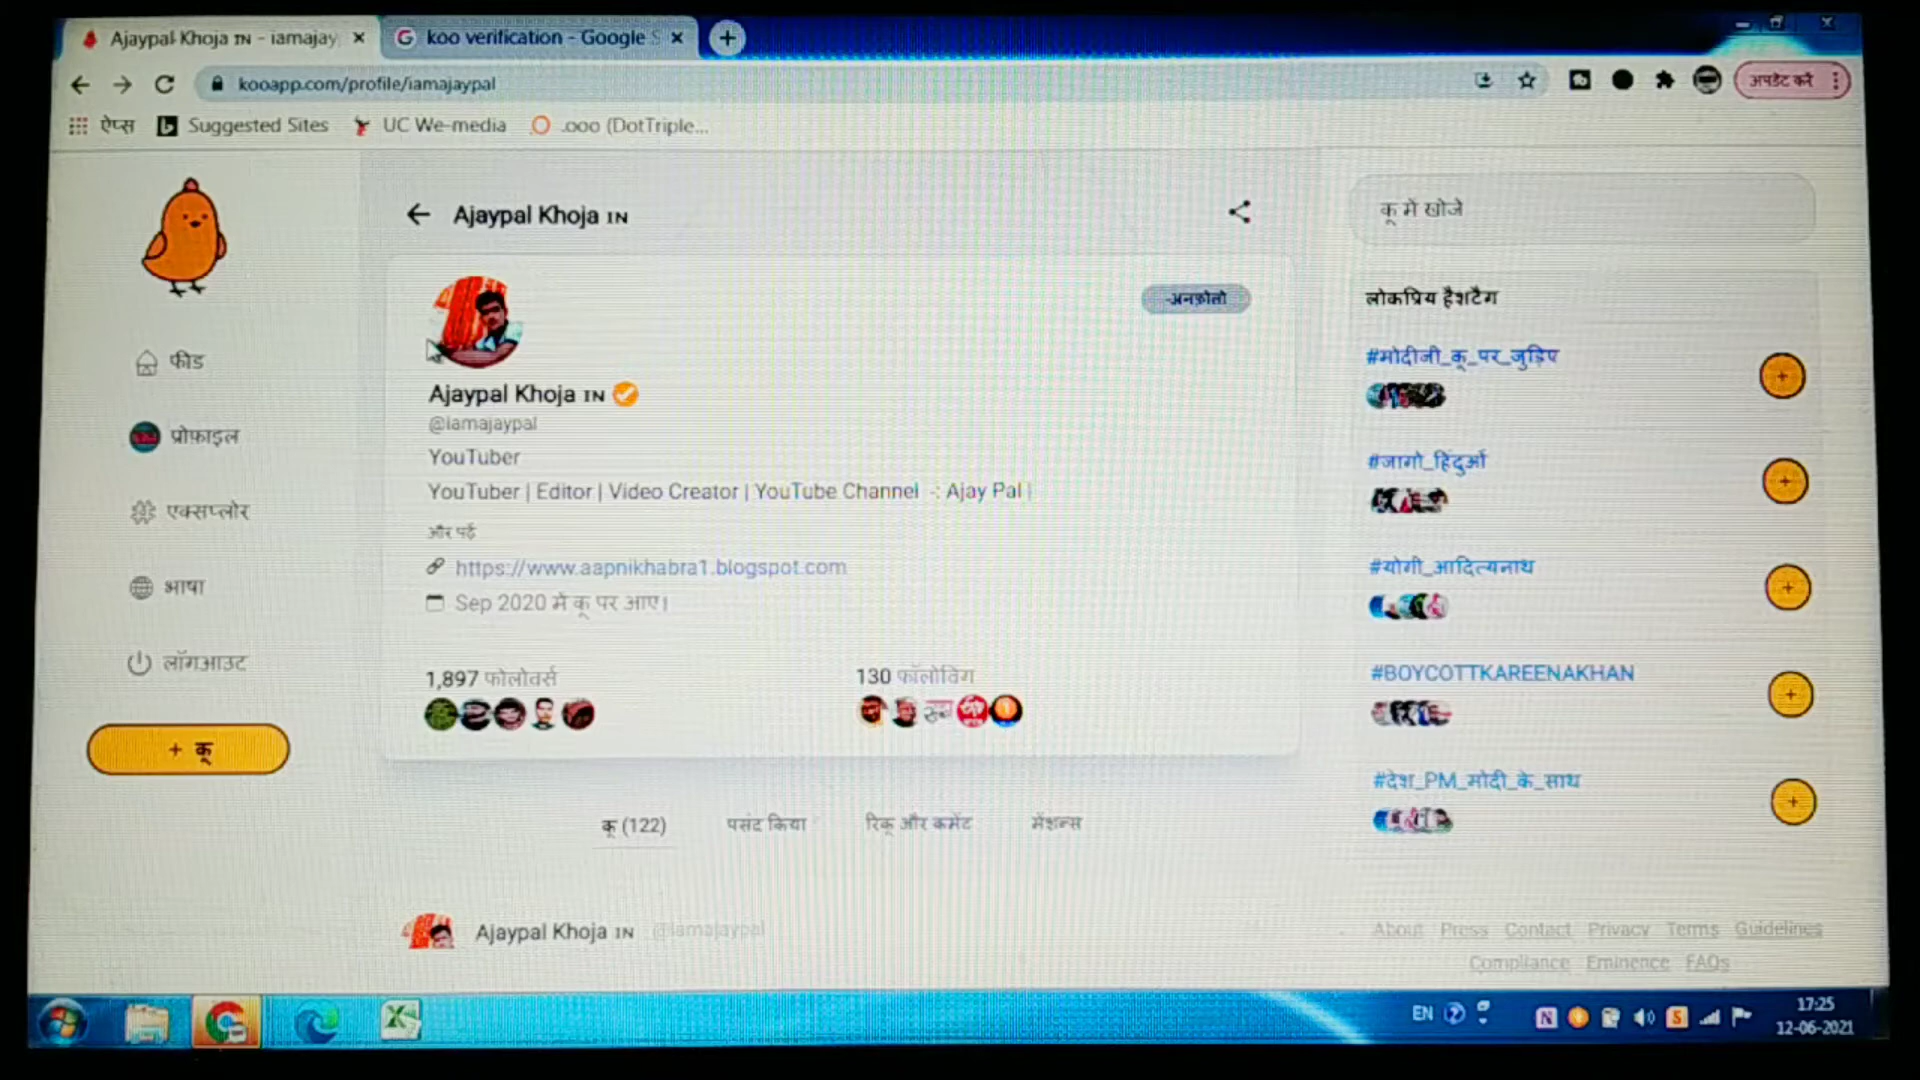 Ajaypal Khoja IN - iamajay
koo verification - Google S
kooapp.com/profile/iamajaypal
अपडेट करें
ऐप्स
Suggested Sites
UC We-media
.ooo (DotTriple...
Ajaypal Khoja IN
कू में खोजें
-अनफ़ोलो
लोकप्रिय हैशटैग
#मोदीजी_कू_पर_जुड़िए
फीड
Ajaypal Khoja IN
@iamajaypal
प्रोफ़ाइल
YouTuber
#जागो_हिंदुओं
YouTuber | Editor | Video Creator | YouTube Channel -: Ajay Pal |
एक्सप्लोर
और पढ़ें
https://www.aapnikhabra1.blogspot.com
#योगी_आदित्यनाथ
भाषा
Sep 2020 में कू पर आए।
लॉगआउट
1,897 फोलोवर्स
130 फॉलोविंग
#BOYCOTTKAREENAKHAN
+ कू
#देश_PM_मोदी_के_साथ
कू (122)
पसंद किया
रिकू और कमेंट
मेंशन्स
Ajaypal Khoja IN @iamajaypal
About Press Contact Privacy Terms Guidelines
Compliance Eminence FAQs
EN
17:25
12-06-2021